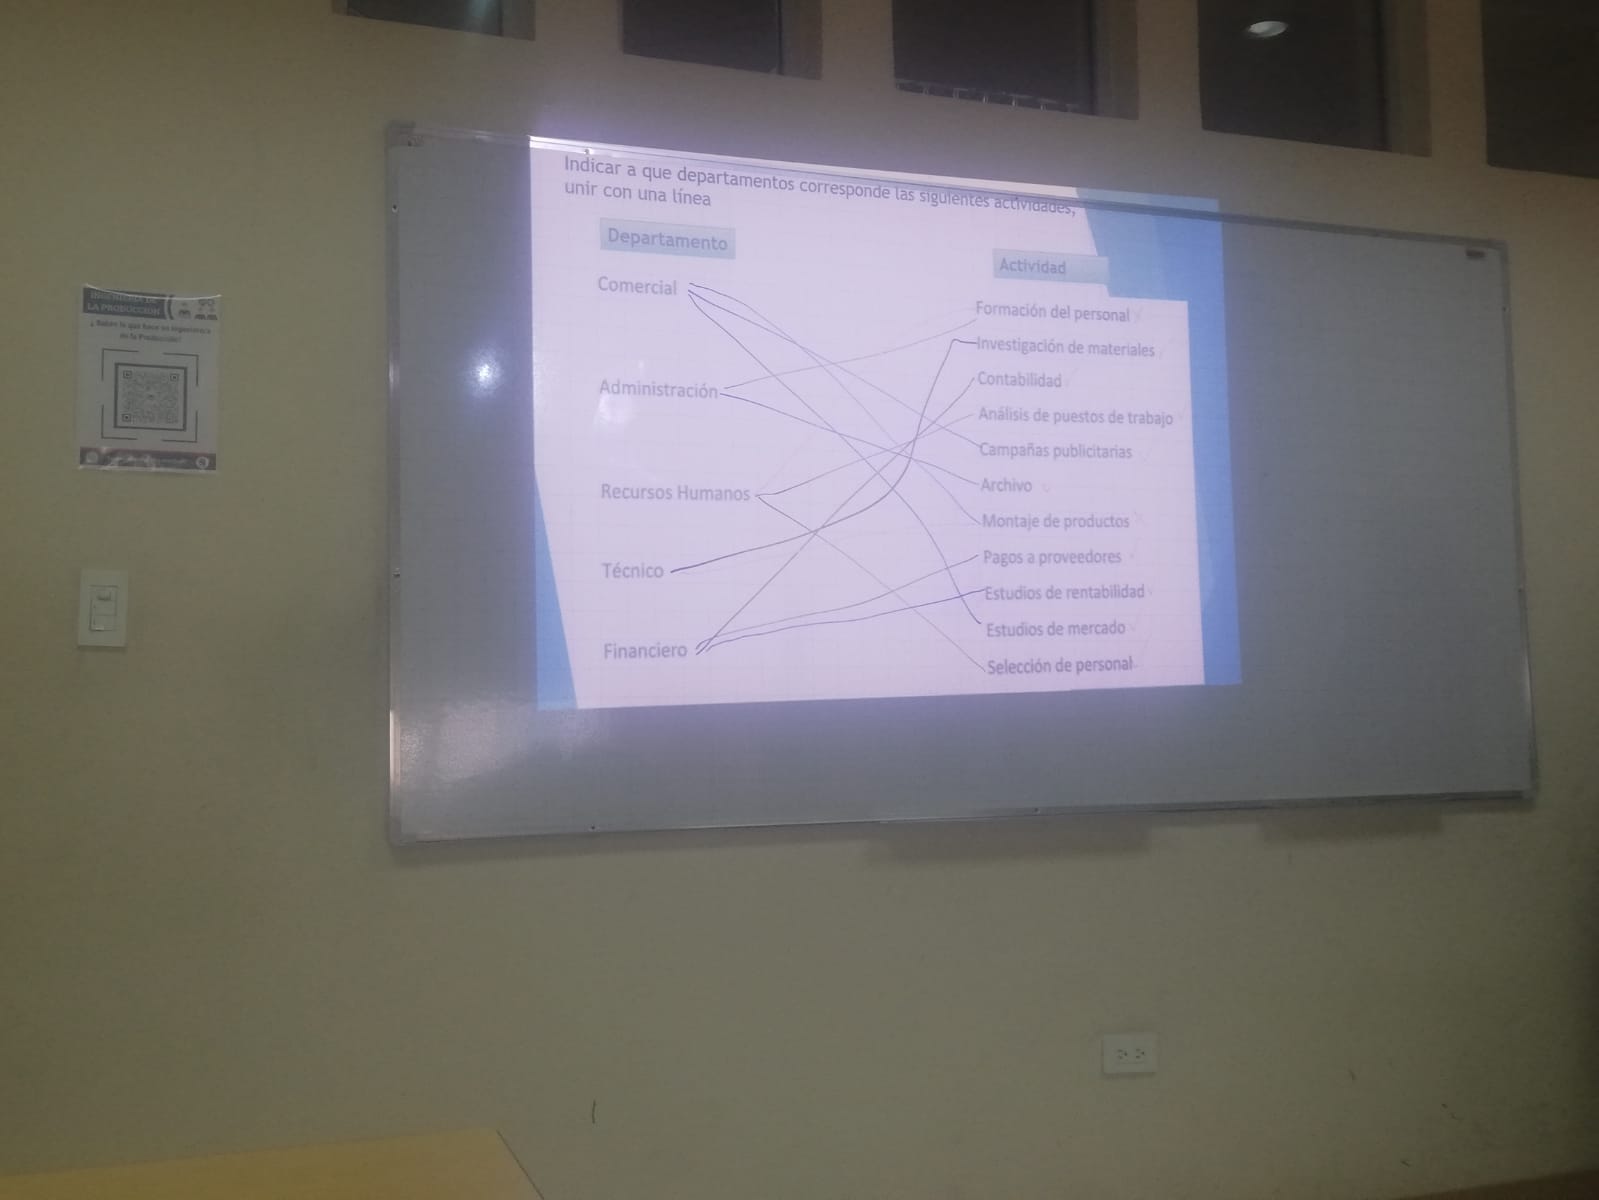 Indicar a que departamentos corresponde las siguientes actividades,
unir con una línea
Departamento
Actividad
Comercial
Administración
Recursos Humanos
Técnico
Financiero
Formación del personal
Investigación de materiales
Contabilidad
Análisis de puestos de trabajo
Campañas publicitarias
Archivo
Montaje de productos
Pagos a proveedores
Estudios de rentabilidad
Estudios de mercado
Selección de personal
INGENIERÍA DE
LA PRODUCCIÓN
¿Sabes lo que hace un ingeniero/a
en la Producción?